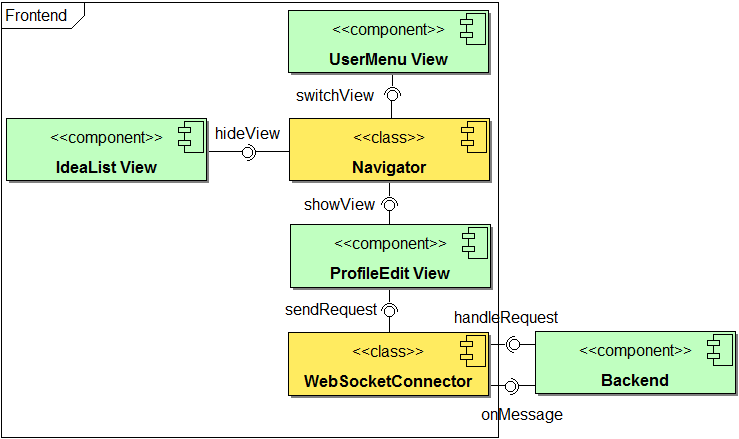 Frontend
<<component>>
UserMenu View
switchView
<<component>>
IdeaList View
hideView
<<class>>
Navigator
showView
<<component>>
ProfileEdit View
sendRequest
handleRequest
<<class>>
WebSocketConnector
<<component>>
Backend
onMessage